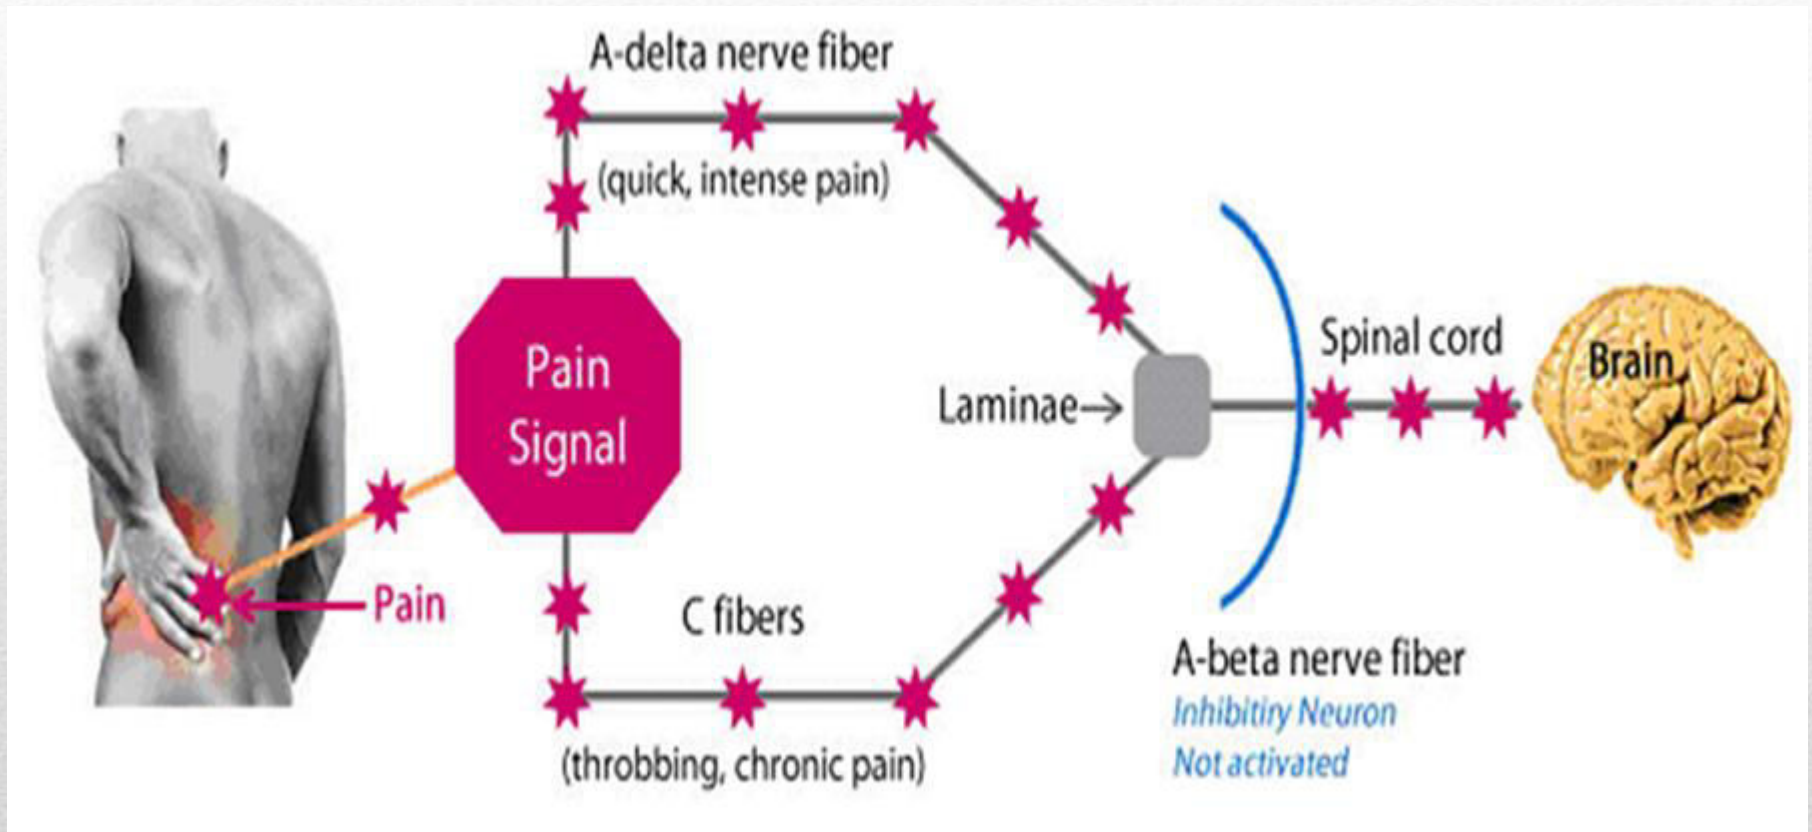 A-delta nerve fiber
(quick, intense pain)
Pain
Signal
Pain
C fibers
(throbbing, chronic pain)
Laminae→
Spinal cord
Brain
A-beta nerve fiber
Inhibitiry Neuron
Not activated